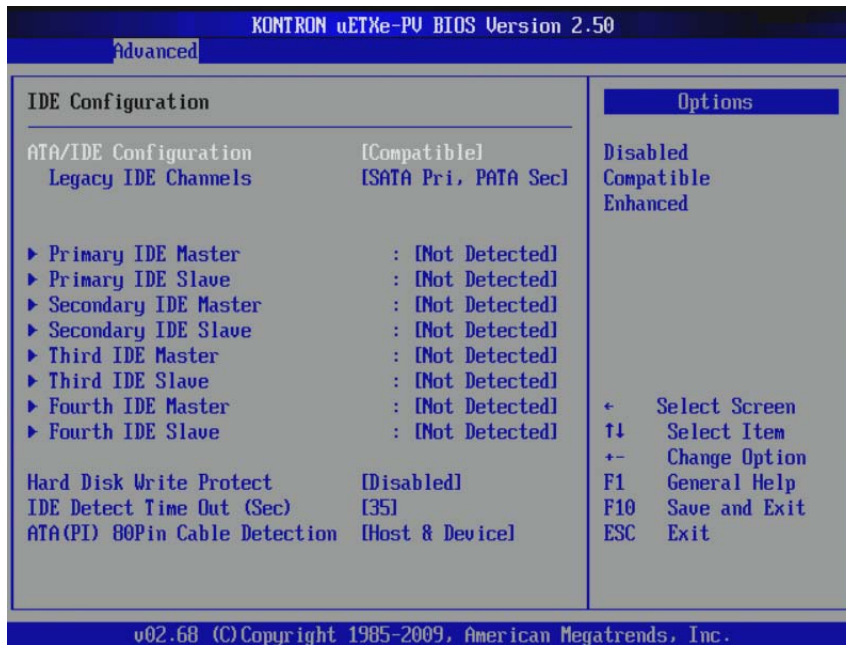 KONTRON uETXe-PV BIOS Version 2.50
Advanced
IDE Configuration
ATA/IDE Configuration [Compatible]
Legacy IDE Channels [SATA Pri, PATA Sec]
▶ Primary IDE Master : [Not Detected]
▶ Primary IDE Slave : [Not Detected]
▶ Secondary IDE Master : [Not Detected]
▶ Secondary IDE Slave : [Not Detected]
▶ Third IDE Master : [Not Detected]
▶ Third IDE Slave : [Not Detected]
▶ Fourth IDE Master : [Not Detected]
▶ Fourth IDE Slave : [Not Detected]
Hard Disk Write Protect [Disabled]
IDE Detect Time Out (Sec) [35]
ATA(PI) 80Pin Cable Detection [Host & Device]
Options
Disabled
Compatible
Enhanced
← Select Screen
↑↓ Select Item
+- Change Option
F1 General Help
F10 Save and Exit
ESC Exit
v02.68 (C)Copyright 1985-2009, American Megatrends, Inc.